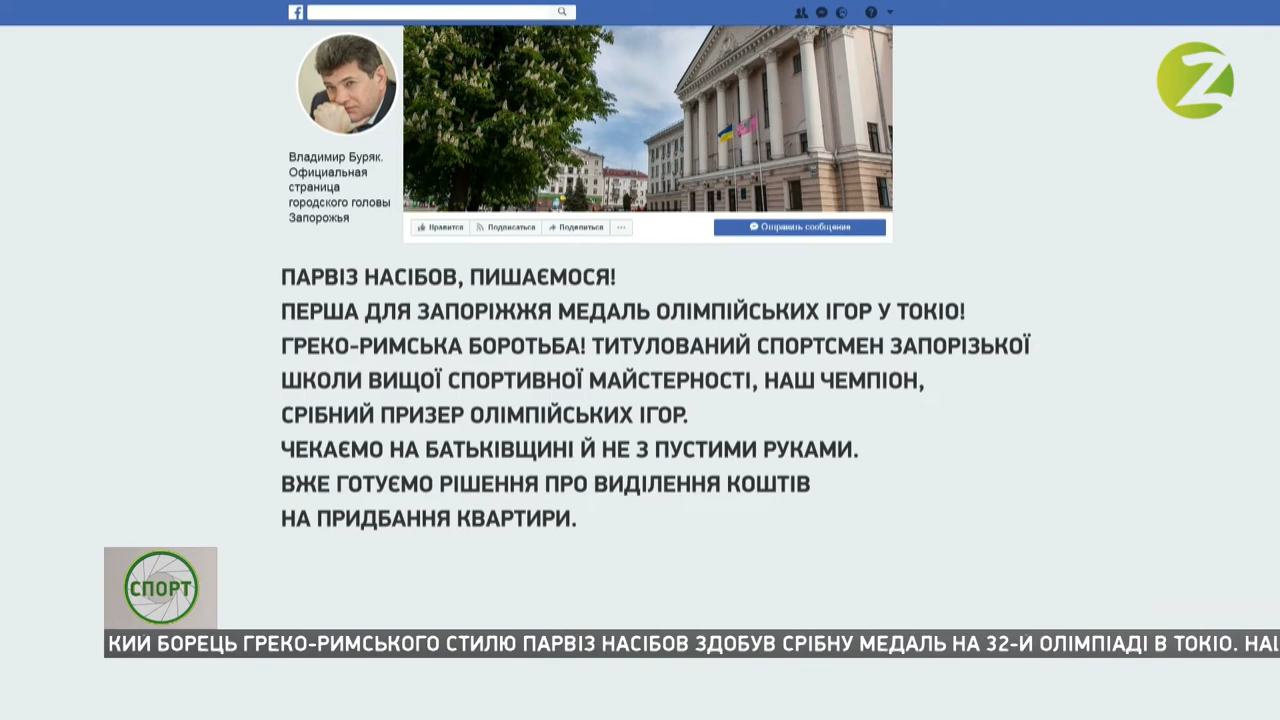 Владимир Буряк.
Официальная
страница
городского головы
Запорожья
Нравится
Подписаться
Поделиться
Отправить сообщение
ПАРВІЗ НАСІБОВ, ПИШАЄМОСЯ!
ПЕРША ДЛЯ ЗАПОРІЖЖЯ МЕДАЛЬ ОЛІМПІЙСЬКИХ ІГОР У ТОКІО!
ГРЕКО-РИМСЬКА БОРОТЬБА! ТИТУЛОВАНИЙ СПОРТСМЕН ЗАПОРІЗЬКОЇ
ШКОЛИ ВИЩОЇ СПОРТИВНОЇ МАЙСТЕРНОСТІ, НАШ ЧЕМПІОН,
СРІБНИЙ ПРИЗЕР ОЛІМПІЙСЬКИХ ІГОР.
ЧЕКАЄМО НА БАТЬКІВЩИНІ Й НЕ З ПУСТИМИ РУКАМИ.
ВЖЕ ГОТУЄМО РІШЕННЯ ПРО ВИДІЛЕННЯ КОШТІВ
НА ПРИДБАННЯ КВАРТИРИ.
СПОРТ
КИЙ БОРЕЦЬ ГРЕКО-РИМСЬКОГО СТИЛЮ ПАРВІЗ НАСІБОВ ЗДОБУВ СРІБНУ МЕДАЛЬ НА 32-Й ОЛІМПІАДІ В ТОКІО. НАЦ